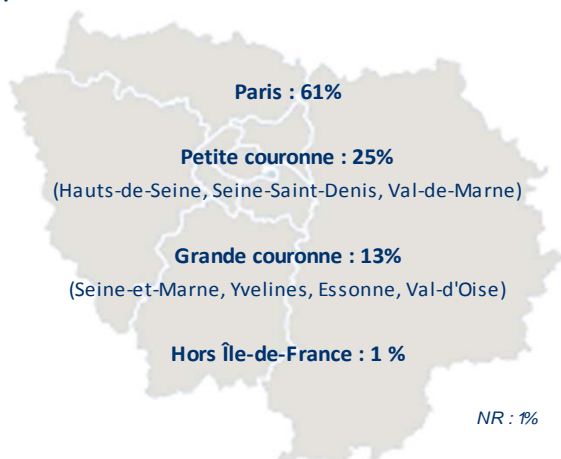 Paris : 61%
Petite couronne : 25%
(Hauts-de-Seine, Seine-Saint-Denis, Val-de-Marne)
Grande couronne : 13%
(Seine-et-Marne, Yvelines, Essonne, Val-d'Oise)
Hors Île-de-France : 1 %
NR : 1%